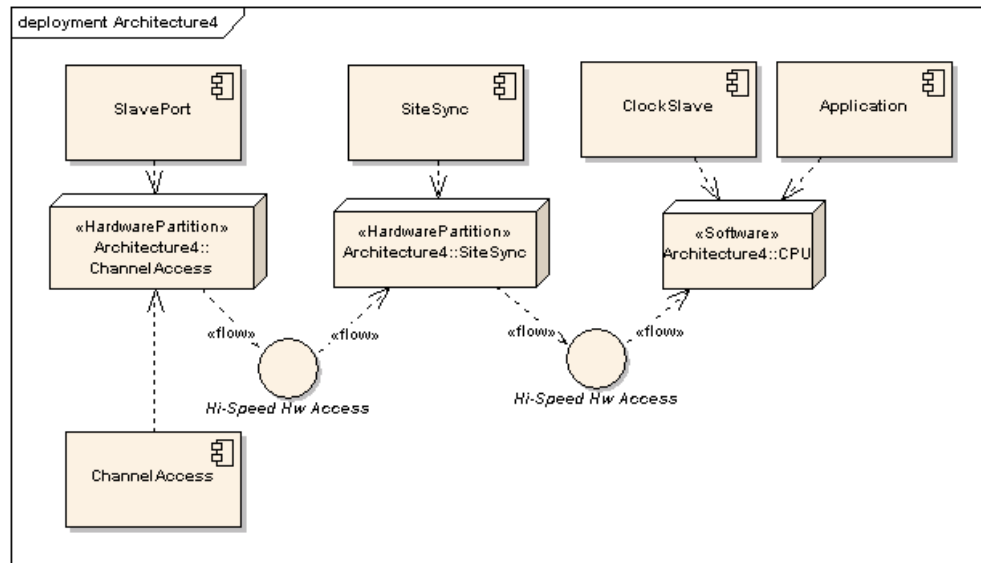 deployment Architecture4
SlavePort
SiteSync
ClockSlave
Application
«HardwarePartition»
Architecture4::
ChannelAccess
«HardwarePartition»
Architecture4::SiteSync
«Software»
Architecture4::CPU
«flow»
«flow»
«flow»
«flow»
Hi-Speed Hw Access
Hi-Speed Hw Access
ChannelAccess